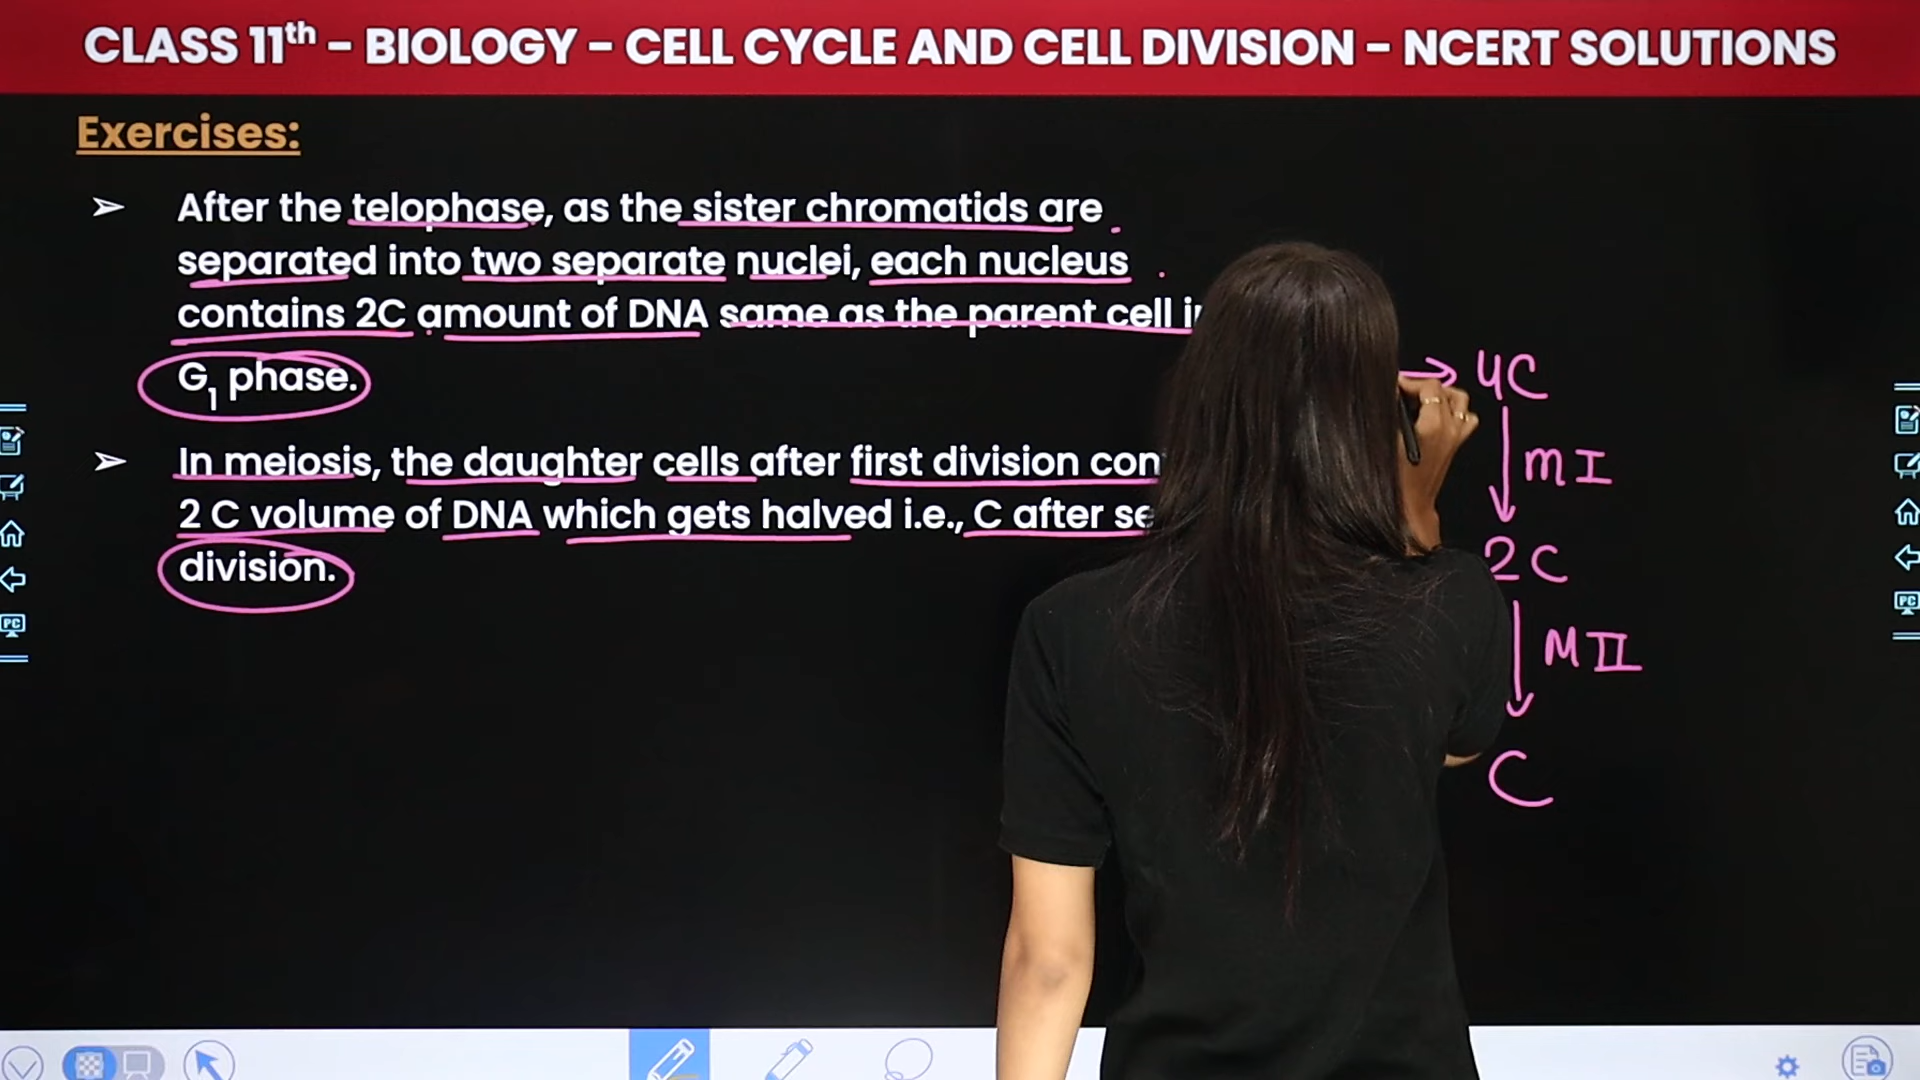 CLASS 11th – BIOLOGY – CELL CYCLE AND CELL DIVISION – NCERT SOLUTIONS
Exercises:
➢ After the telophase, as the sister chromatids are
separated into two separate nuclei, each nucleus
contains 2C amount of DNA same as the parent cell
G1 phase.
➢ In meiosis, the daughter cells after first division
2 C volume of DNA which gets halved i.e., C after
division.
→ 4C
M I
2C
M II
C
PC
PC